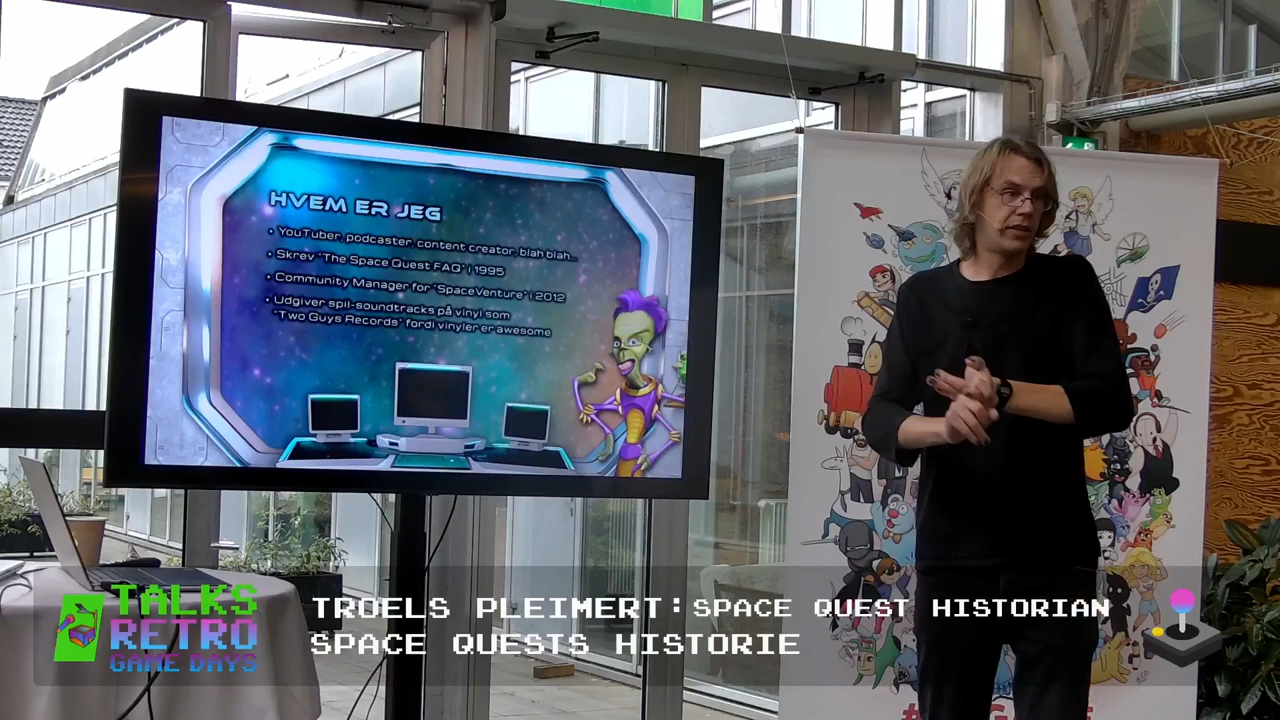 HVEM ER JEG
• YouTuber, podcaster, content creator, blah blah...
• Skrev "The Space Quest FAQ" i 1995
• Community Manager for "SpaceVenture" i 2012
• Udgiver spil-soundtracks på vinyl som
"Two Guys Records" fordi vinyler er awesome
TALKS
RETRO
GAME DAYS
TROELS PLEIMERT: SPACE QUEST HISTORIAN
SPACE QUESTS HISTORIE